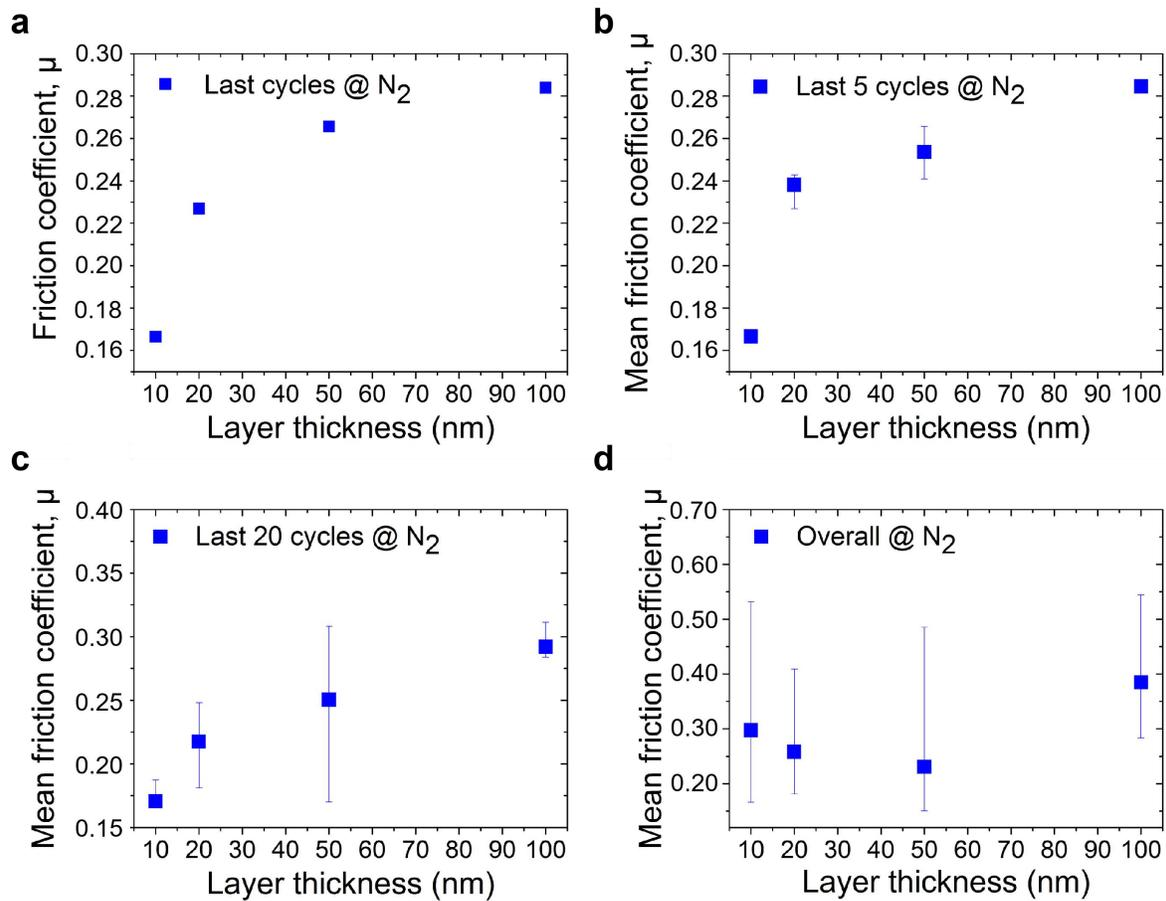 a
Friction coefficient, μ
0.30
0.28
0.26
0.24
0.22
0.20
0.18
0.16
Last cycles @ N2
10 20 30 40 50 60 70 80 90 100
Layer thickness (nm)
b
Mean friction coefficient, μ
0.30
0.28
0.26
0.24
0.22
0.20
0.18
0.16
Last 5 cycles @ N2
10 20 30 40 50 60 70 80 90 100
Layer thickness (nm)
c
Mean friction coefficient, μ
0.40
0.35
0.30
0.25
0.20
0.15
Last 20 cycles @ N2
10 20 30 40 50 60 70 80 90 100
Layer thickness (nm)
d
Mean friction coefficient, μ
0.70
0.60
0.50
0.40
0.30
0.20
Overall @ N2
10 20 30 40 50 60 70 80 90 100
Layer thickness (nm)